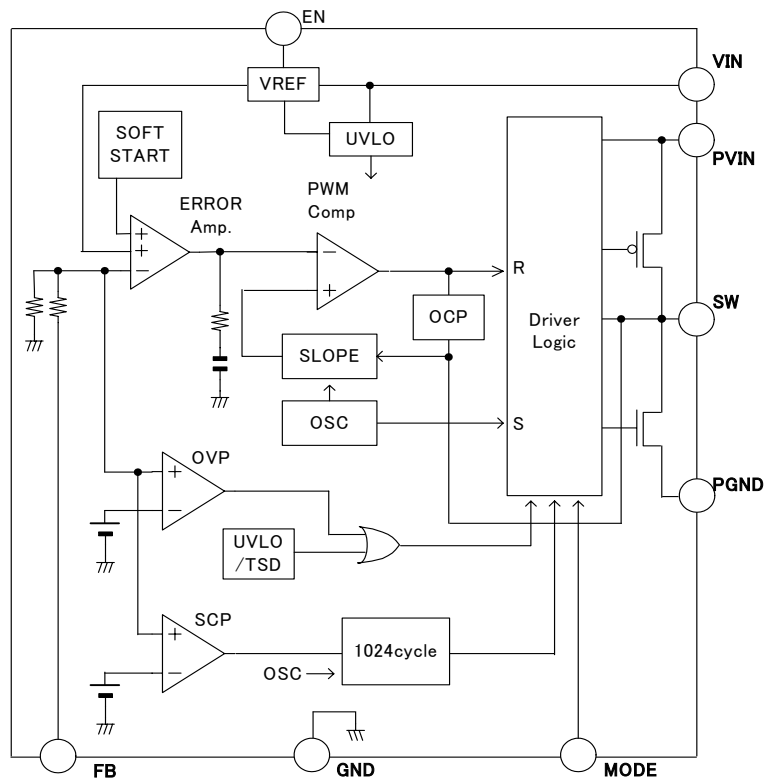 EN
VIN
VREF
SOFT
START
UVLO
PVIN
PWM
Comp
ERROR
Amp.
+
+
−
−
+
R
SW
OCP
Driver
Logic
SLOPE
OSC
S
OVP
+
−
PGND
UVLO
/TSD
SCP
+
−
1024cycle
OSC
FB
GND
MODE